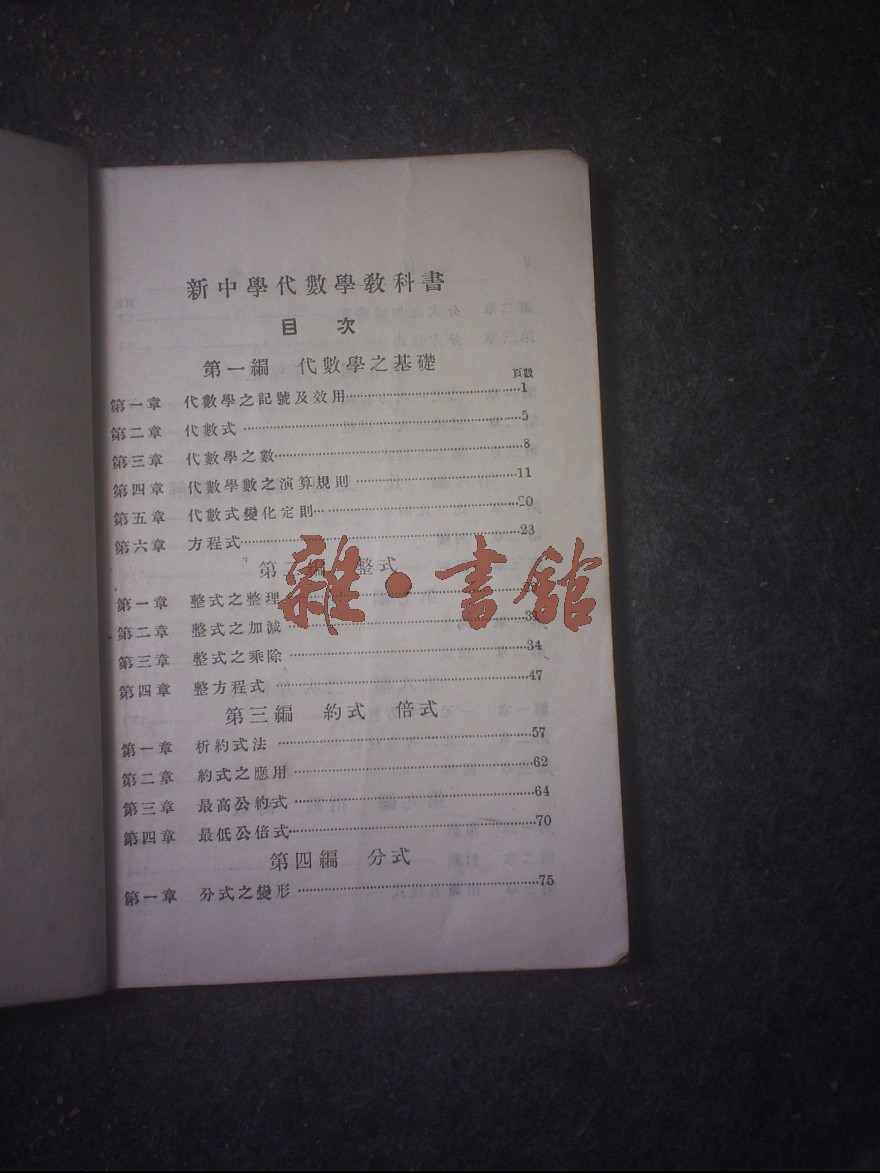 新中學代數學教科書
目 次
第一編 代數學之基礎
頁數
第一章 代數學之記號及效用 1
第二章 代數式 5
第三章 代數學之數 8
第四章 代數學數之演算規則 11
第五章 代數式變化定則 20
第六章 方程式 23
第二編 整式
第一章 整式之整理
第二章 整式之加減
第三章 整式之乘除 34
第四章 整方程式 47
第三編 約式 倍式
第一章 析約式法 57
第二章 約式之應用 62
第三章 最高公約式 64
第四章 最低公倍式 70
第四編 分式
第一章 分式之變形 75
雜·書館